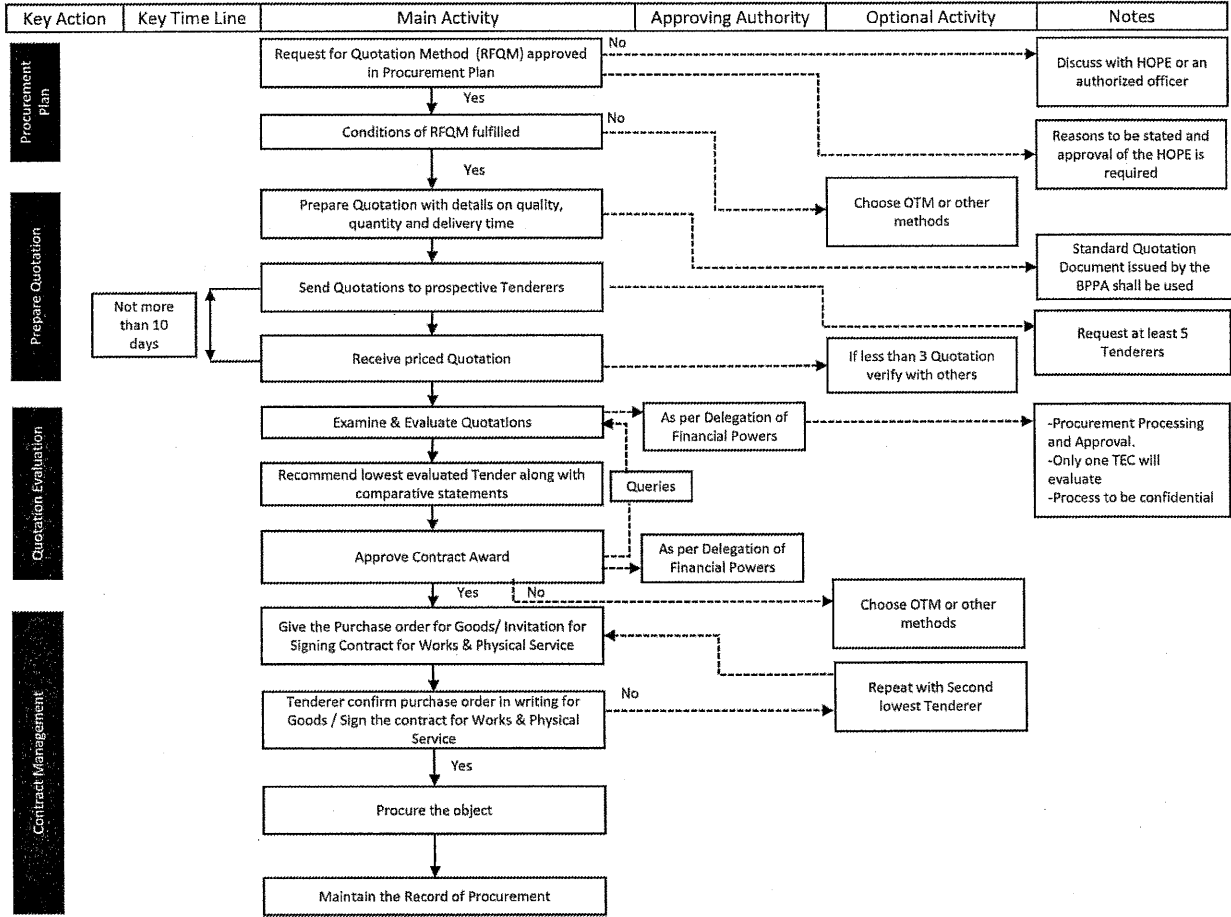 Key Action
Key Time Line
Main Activity
Approving Authority
Optional Activity
Notes
Procurement
Plan
Request for Quotation Method (RFQM) approved
in Procurement Plan
No
Discuss with HOPE or an
authorized officer
Yes
Conditions of RFQM fulfilled
No
Reasons to be stated and
approval of the HOPE is
required
Yes
Prepare Quotation
Prepare Quotation with details on quality,
quantity and delivery time
Choose OTM or other
methods
Standard Quotation
Document issued by the
BPPA shall be used
Send Quotations to prospective Tenderers
Not more
than 10
days
Request at least 5
Tenderers
Receive priced Quotation
If less than 3 Quotation
verify with others
Quotation Evaluation
Examine & Evaluate Quotations
As per Delegation of
Financial Powers
-Procurement Processing
and Approval.
-Only one TEC will
evaluate
-Process to be confidential
Recommend lowest evaluated Tender along with
comparative statements
Queries
Approve Contract Award
As per Delegation of
Financial Powers
Yes
No
Choose OTM or other
methods
Contract Management
Give the Purchase order for Goods/ Invitation for
Signing Contract for Works & Physical Service
Repeat with Second
lowest Tenderer
Tenderer confirm purchase order in writing for
Goods / Sign the contract for Works & Physical
Service
No
Yes
Procure the object
Maintain the Record of Procurement